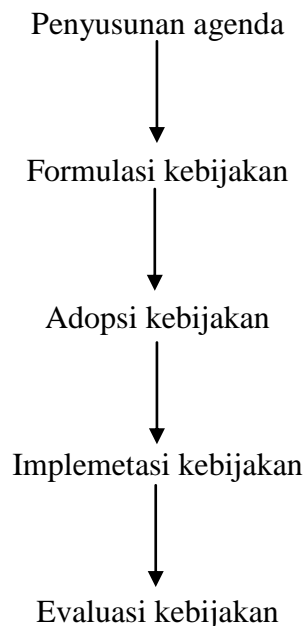 Penyusunan agenda
Formulasi kebijakan
Adopsi kebijakan
Implemetasi kebijakan
Evaluasi kebijakan